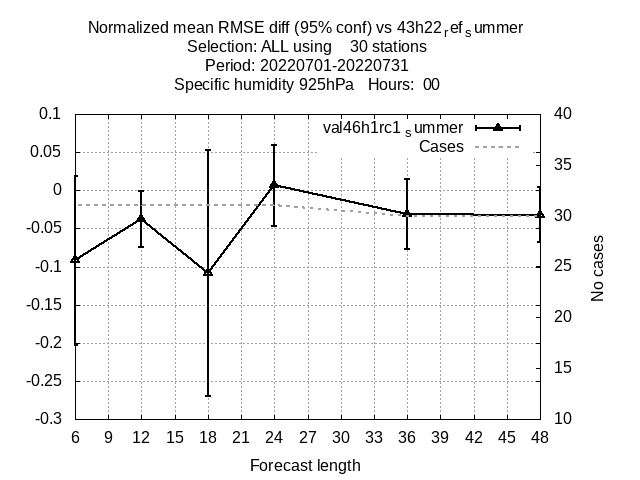 Normalized mean RMSE diff (95% conf) vs 43h22refsummer
Selection: ALL using 30 stations
Period: 20220701-20220731
Specific humidity 925hPa Hours: 00
0.1 40
val46h1rc1summer
Cases
0.05 35
0 30
-0.05
-0.1 25
-0.15
20
-0.2
15
-0.25
-0.3 10
No cases
6 9 12 15 18 21 24 27 30 33 36 39 42 45 48
Forecast length